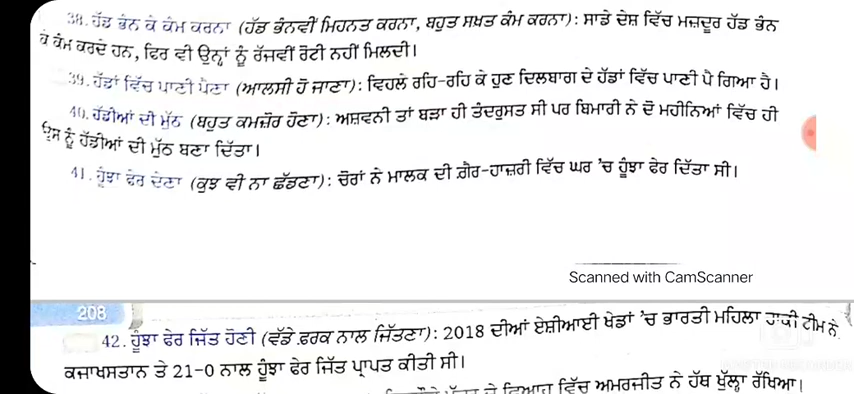 38. ਹੱਡ ਭੰਨ ਕੇ ਕੰਮ ਕਰਨਾ (ਹੱਡ ਭੰਨਵੀਂ ਮਿਹਨਤ ਕਰਨਾ, ਬਹੁਤ ਸਖ਼ਤ ਕੰਮ ਕਰਨਾ) : ਸਾਡੇ ਦੇਸ਼ ਵਿੱਚ ਮਜ਼ਦੂਰ ਹੱਡ ਭੰਨ
ਕੇ ਕੰਮ ਕਰਦੇ ਹਨ, ਫਿਰ ਵੀ ਉਨ੍ਹਾਂ ਨੂੰ ਰੱਜਵੀਂ ਰੋਟੀ ਨਹੀਂ ਮਿਲਦੀ।
39. ਹੱਡਾਂ ਵਿੱਚ ਪਾਣੀ ਪੈਣਾ (ਆਲਸੀ ਹੋ ਜਾਣਾ) : ਵਿਹਲੇ ਰਹਿ-ਰਹਿ ਕੇ ਹੁਣ ਦਿਲਬਾਗ ਦੇ ਹੱਡਾਂ ਵਿੱਚ ਪਾਣੀ ਪੈ ਗਿਆ ਹੈ।
40. ਹੱਡੀਆਂ ਦੀ ਮੁੱਠ (ਬਹੁਤ ਕਮਜ਼ੋਰ ਹੋਣਾ) : ਅਸ਼ਵਨੀ ਤਾਂ ਬੜਾ ਹੀ ਤੰਦਰੁਸਤ ਸੀ ਪਰ ਬਿਮਾਰੀ ਨੇ ਦੋ ਮਹੀਨਿਆਂ ਵਿੱਚ ਹੀ
ਉਸ ਨੂੰ ਹੱਡੀਆਂ ਦੀ ਮੁੱਠ ਬਣਾ ਦਿੱਤਾ।
41. ਹੂੰਝਾ ਫੇਰ ਦੇਣਾ (ਕੁਝ ਵੀ ਨਾ ਛੱਡਣਾ) : ਚੋਰਾਂ ਨੇ ਮਾਲਕ ਦੀ ਗ਼ੈਰ-ਹਾਜ਼ਰੀ ਵਿੱਚ ਘਰ 'ਚ ਹੂੰਝਾ ਫੇਰ ਦਿੱਤਾ ਸੀ।
Scanned with CamScanner
208
42. ਹੂੰਝਾ ਫੇਰ ਜਿੱਤ ਹੋਣੀ (ਵੱਡੇ ਫ਼ਰਕ ਨਾਲ ਜਿੱਤਣਾ) : 2018 ਦੀਆਂ ਏਸ਼ੀਆਈ ਖੇਡਾਂ 'ਚ ਭਾਰਤੀ ਮਹਿਲਾ ਹਾਕੀ ਟੀਮ ਨੇ
ਕਜਾਖਸਤਾਨ ਤੇ 21-0 ਨਾਲ ਹੂੰਝਾ ਫੇਰ ਜਿੱਤ ਪ੍ਰਾਪਤ ਕੀਤੀ ਸੀ।
ਵਿਆਹ ਵਿੱਚ ਅਮਰਜੀਤ ਨੇ ਹੱਥ ਖੁੱਲ੍ਹਾ ਰੱਖਿਆ।